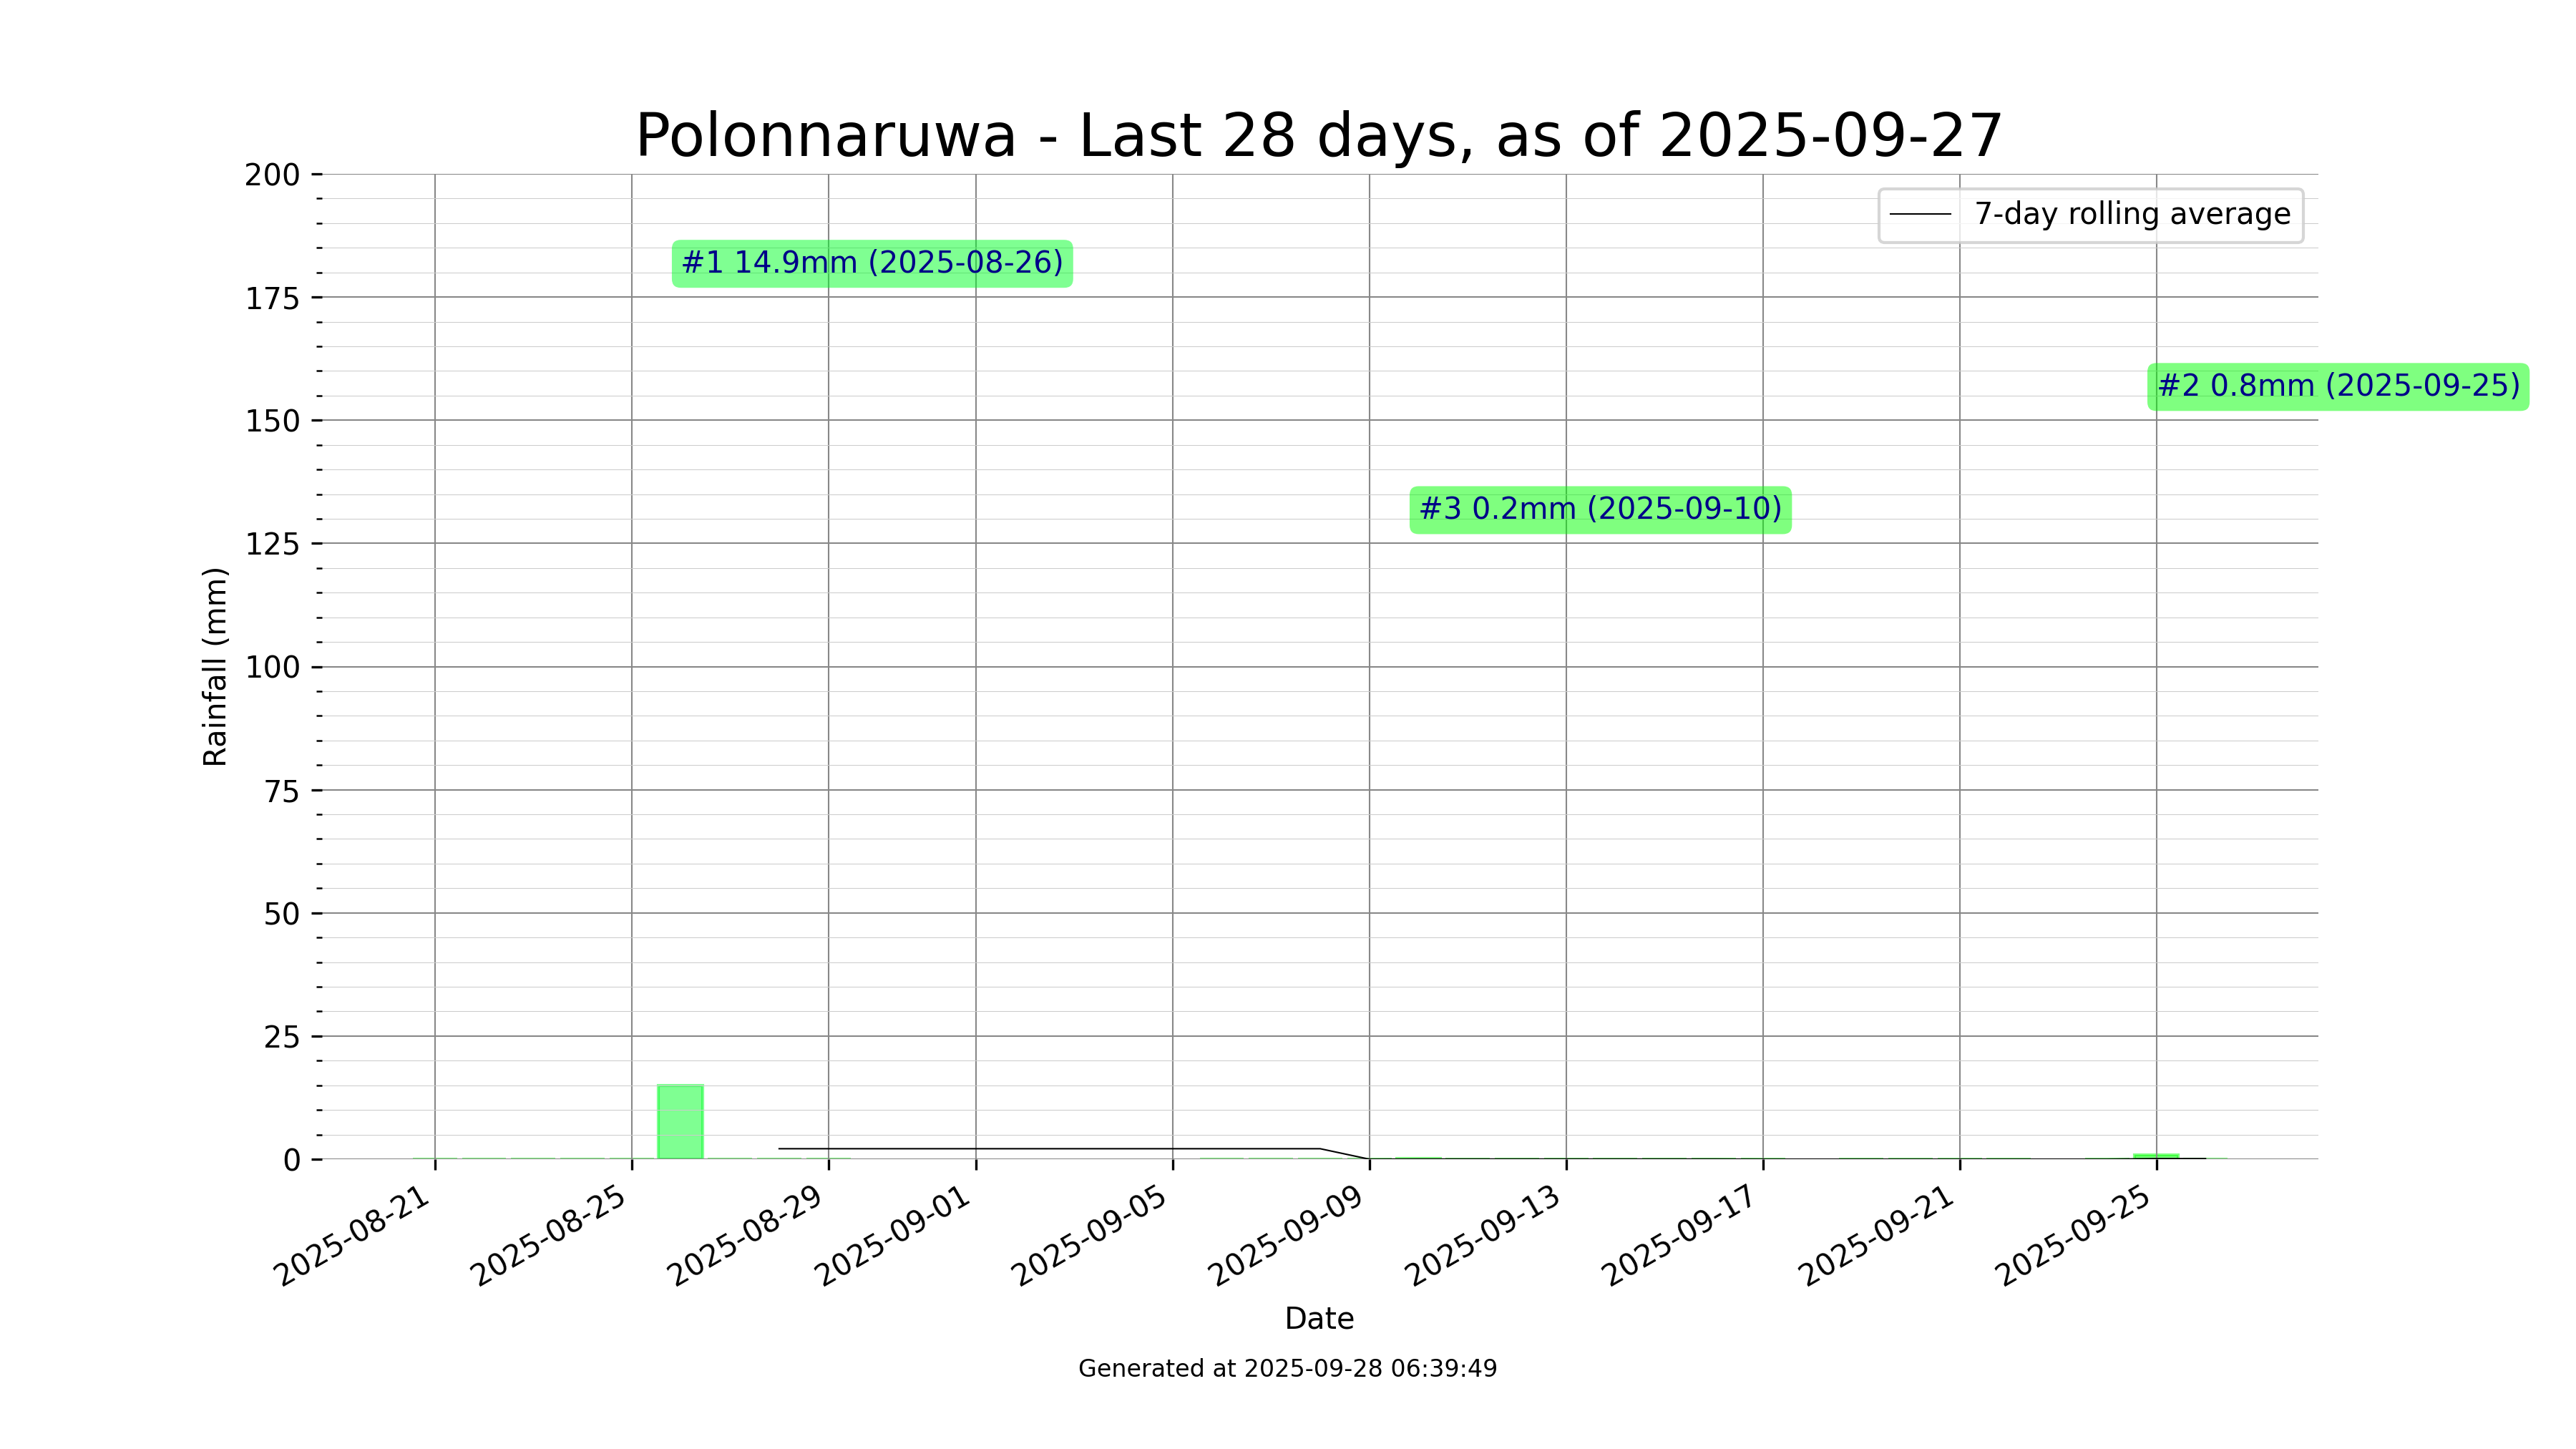 Polonnaruwa - Last 28 days, as of 2025-09-27
7-day rolling average
#1 14.9mm (2025-08-26)
#2 0.8mm (2025-09-25)
#3 0.2mm (2025-09-10)
Rainfall (mm)
200
175
150
125
100
75
50
25
0
2025-08-21
2025-08-25
2025-08-29
2025-09-01
2025-09-05
2025-09-09
2025-09-13
2025-09-17
2025-09-21
2025-09-25
Date
Generated at 2025-09-28 06:39:49